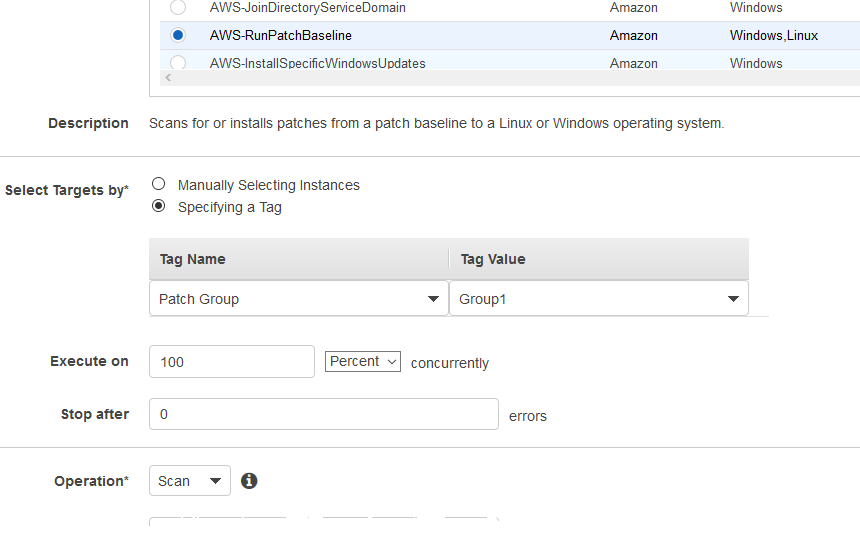 AWS-JoinDirectoryServiceDomain Amazon Windows
AWS-RunPatchBaseline Amazon Windows,Linux
AWS-InstallSpecificWindowsUpdates Amazon Windows
Description Scans for or installs patches from a patch baseline to a Linux or Windows operating system.
Select Targets by* Manually Selecting Instances
Specifying a Tag
Tag Name Tag Value
Patch Group Group1
Execute on 100 Percent concurrently
Stop after 0 errors
Operation* Scan